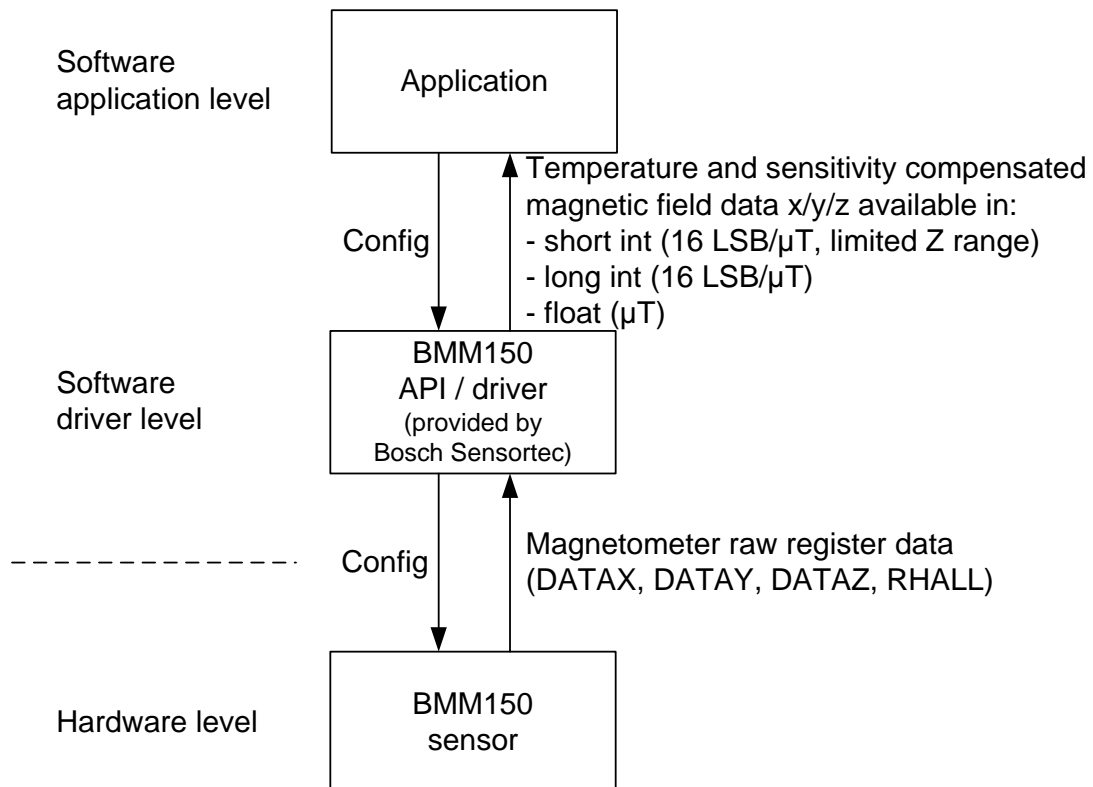 Software
application level
Application
Temperature and sensitivity compensated
magnetic field data x/y/z available in:
- short int (16 LSB/µT, limited Z range)
- long int (16 LSB/µT)
- float (µT)
Config
Software
driver level
BMM150
API / driver
(provided by
Bosch Sensortec)
Config
Magnetometer raw register data
(DATAX, DATAY, DATAZ, RHALL)
Hardware level
BMM150
sensor